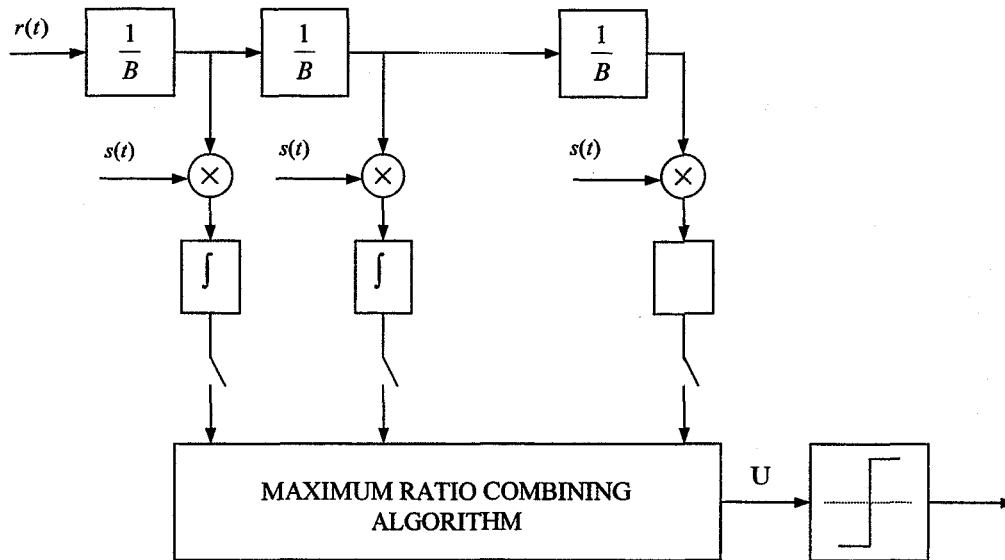 r(t)
1
B
1
B
1
B
s(t)
s(t)
s(t)
×
×
×
∫
∫
MAXIMUM RATIO COMBINING
ALGORITHM
U